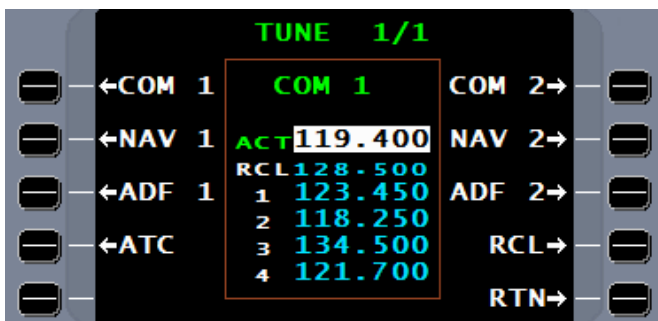 TUNE 1/1
←COM 1 COM 1 COM 2→
←NAV 1 ACT 119.400 NAV 2→
RCL 128.500
←ADF 1 1 123.450 ADF 2→
2 118.250
←ATC 3 134.500 RCL→
4 121.700
RTN→